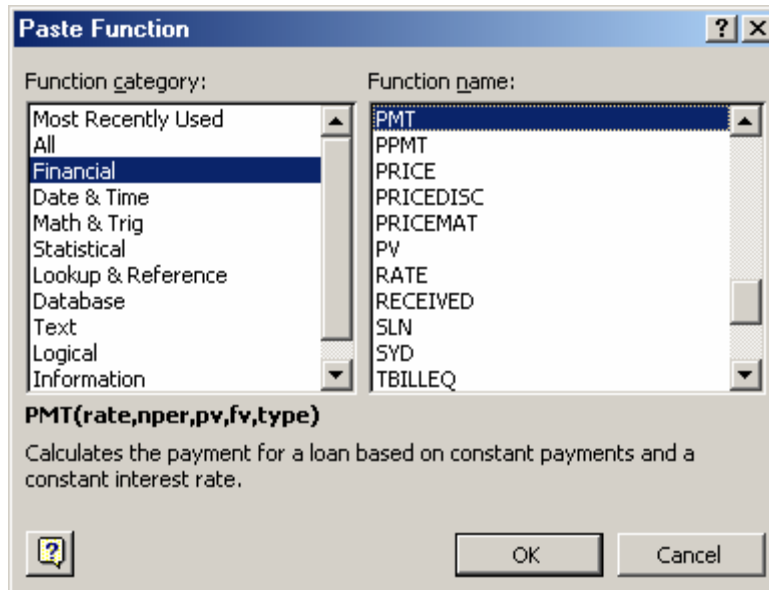 Paste Function
Function category:
Most Recently Used
All
Financial
Date & Time
Math & Trig
Statistical
Lookup & Reference
Database
Text
Logical
Information
Function name:
PMT
PPMT
PRICE
PRICEDISC
PRICEMAT
PV
RATE
RECEIVED
SLN
SYD
TBILLEQ
PMT(rate,nper,pv,fv,type)
Calculates the payment for a loan based on constant payments and a
constant interest rate.
OK
Cancel